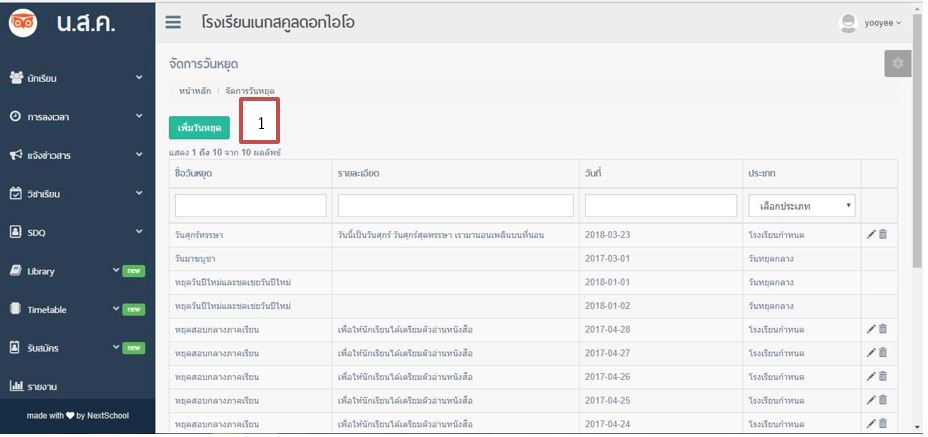 น.ส.ค.
โรงเรียนเนกสคูลดอทไอโอ
yooyee
จัดการวันหยุด
หน้าหลัก / จัดการวันหยุด
เพิ่มวันหยุด
1
แสดง 1 ถึง 10 จาก 10 ผลลัพธ์
ชื่อวันหยุด รายละเอียด วันที่ ประเภท
เลือกประเภท
วันศุกร์หรรษา วันนี้เป็นวันศุกร์ วันศุกร์สุดหรรษา เรามานอนเพลินบนที่นอน 2018-03-23 โรงเรียนกำหนด
วันมาฆบูชา 2017-03-01 วันหยุดกลาง
หยุดวันปีใหม่และชดเชยวันปีใหม่ 2018-01-01 วันหยุดกลาง
หยุดวันปีใหม่และชดเชยวันปีใหม่ 2018-01-02 วันหยุดกลาง
หยุดสอบกลางภาคเรียน เพื่อให้นักเรียนได้เตรียมตัวอ่านหนังสือ 2017-04-28 โรงเรียนกำหนด
หยุดสอบกลางภาคเรียน เพื่อให้นักเรียนได้เตรียมตัวอ่านหนังสือ 2017-04-27 โรงเรียนกำหนด
หยุดสอบกลางภาคเรียน เพื่อให้นักเรียนได้เตรียมตัวอ่านหนังสือ 2017-04-26 โรงเรียนกำหนด
หยุดสอบกลางภาคเรียน เพื่อให้นักเรียนได้เตรียมตัวอ่านหนังสือ 2017-04-25 โรงเรียนกำหนด
หยุดสอบกลางภาคเรียน เพื่อให้นักเรียนได้เตรียมตัวอ่านหนังสือ 2017-04-24 โรงเรียนกำหนด
นักเรียน
การลงเวลา
แจ้งข่าวสาร
วิชาเรียน
SDQ
Library new
Timetable new
รับสมัคร new
รายงาน
made with by NextSchool